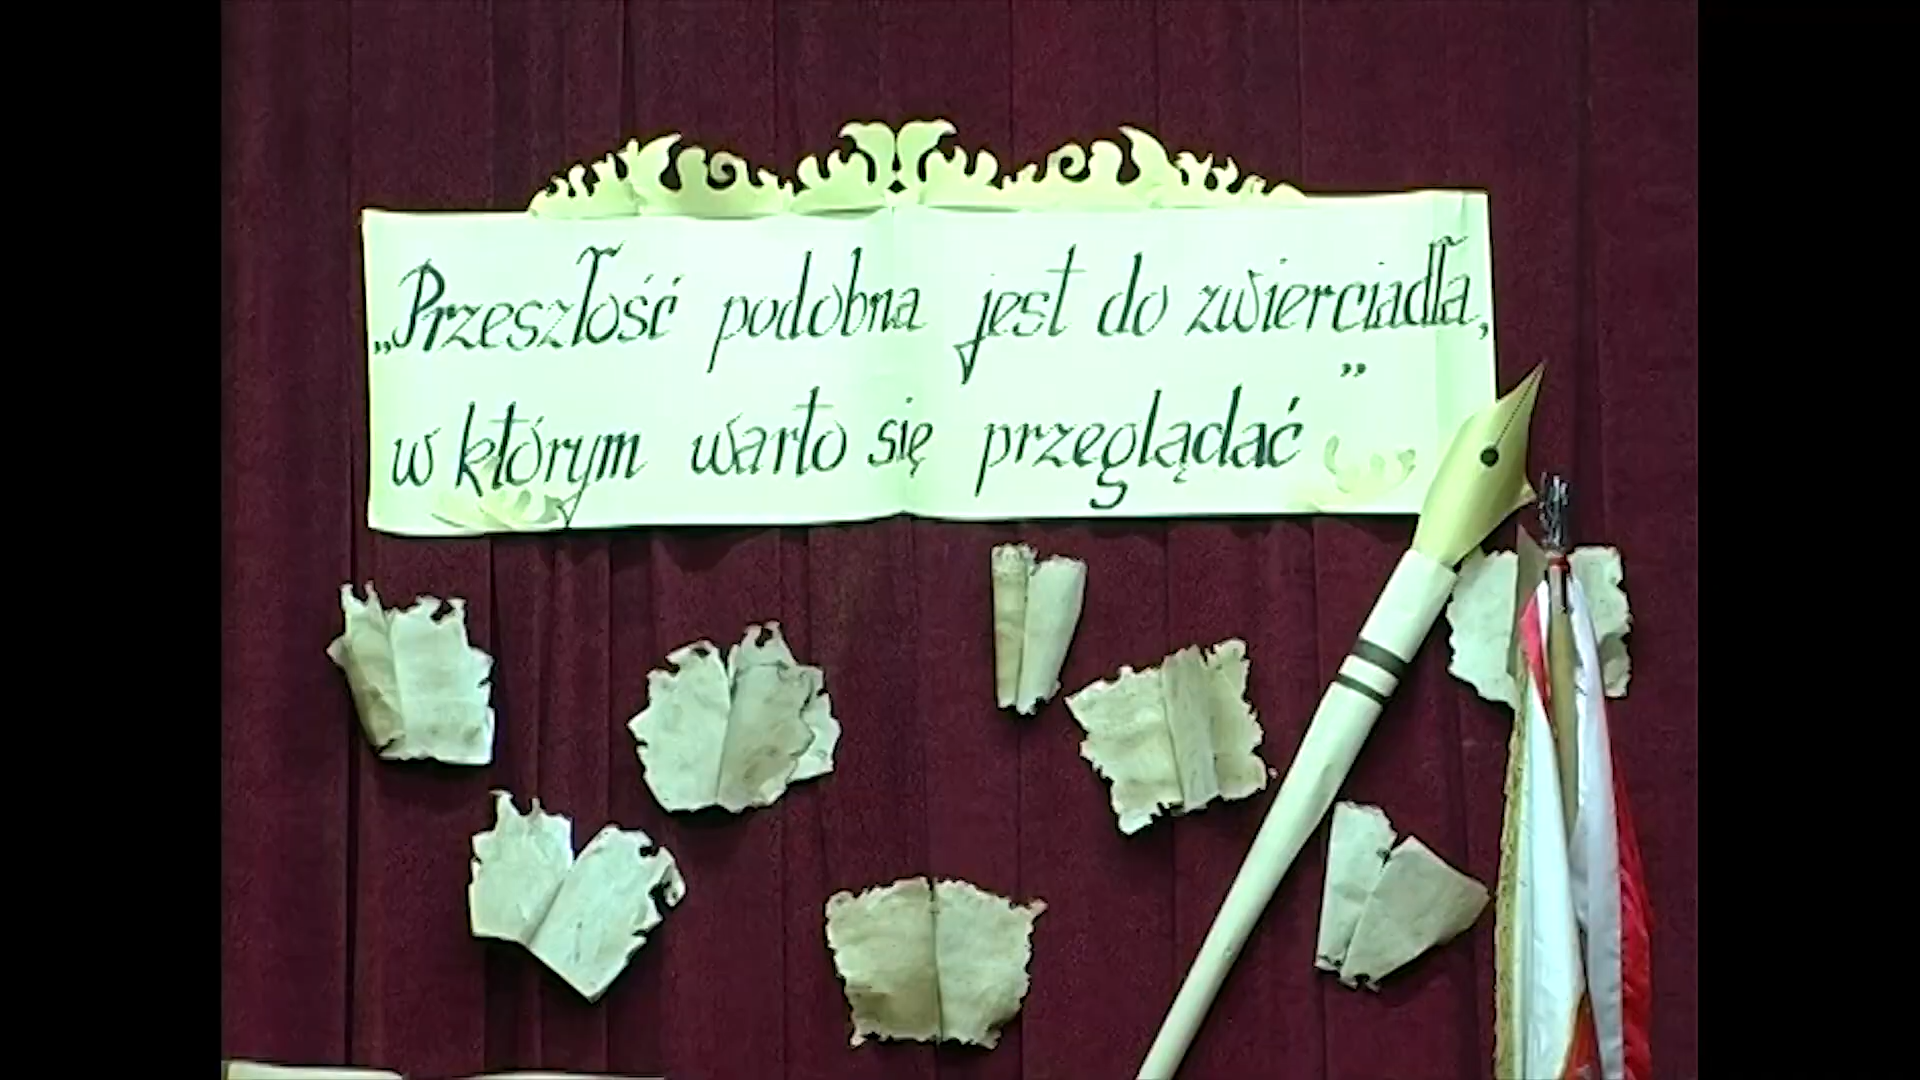 „Przeszłość podobna jest do zwierciadła,
w którym warto się przeglądać”